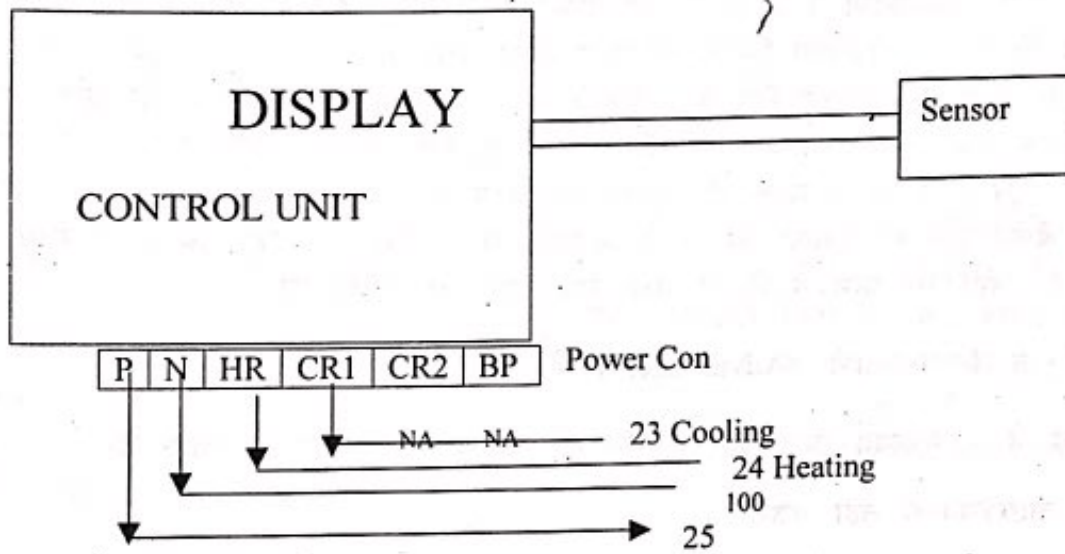 DISPLAY
Sensor
CONTROL UNIT
P N HR CR1 CR2 BP Power Con
NA NA 23 Cooling
24 Heating
100
25